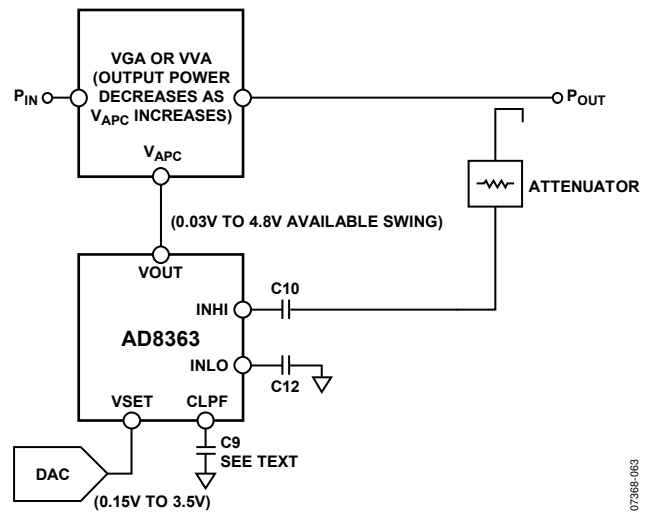 VGA OR VVA
(OUTPUT POWER
DECREASES AS
VAPC INCREASES)
PIN
POUT
VAPC
ATTENUATOR
(0.03V TO 4.8V AVAILABLE SWING)
VOUT
C10
INHI
AD8363
INLO
C12
VSET
CLPF
C9
SEE TEXT
DAC
(0.15V TO 3.5V)
07368-063